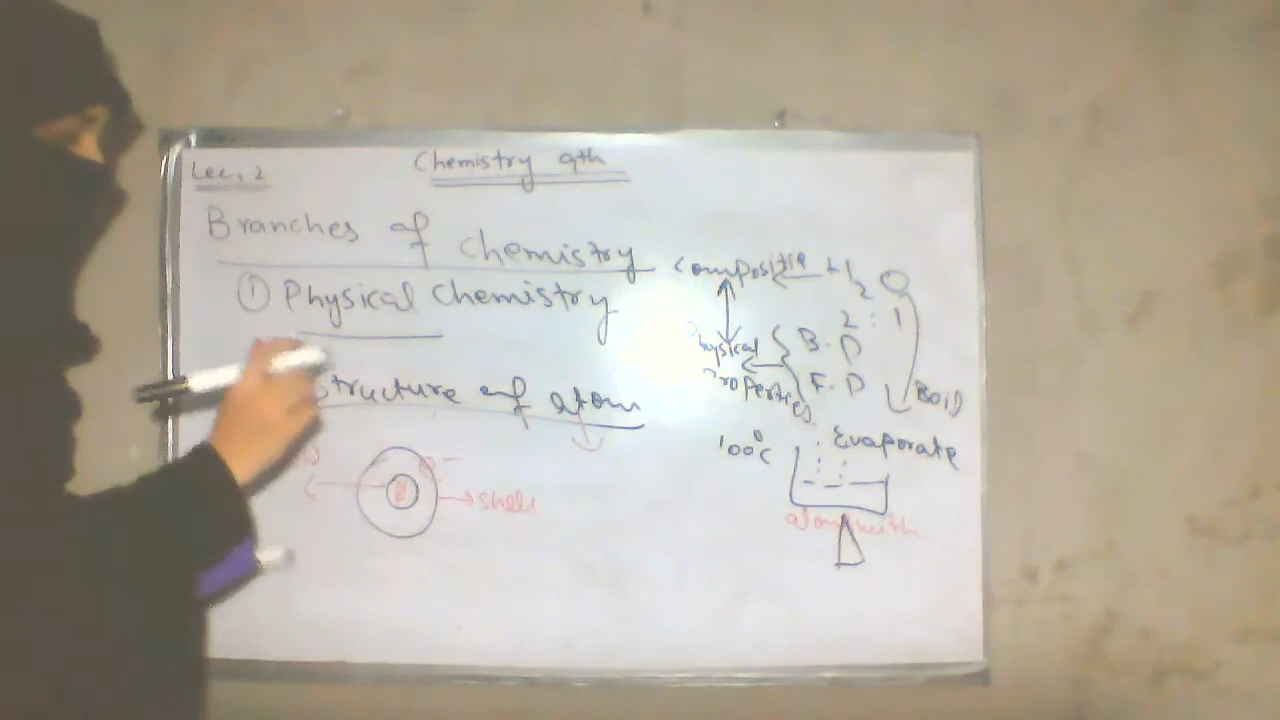 Lec, 2
Chemistry 9th
Branches of chemistry
① Physical chemistry
structure of atom
shell
e-
Composition H2O
2 : 1
Physical Properties
B. P
F. P
Boil
Evaporate
100°C